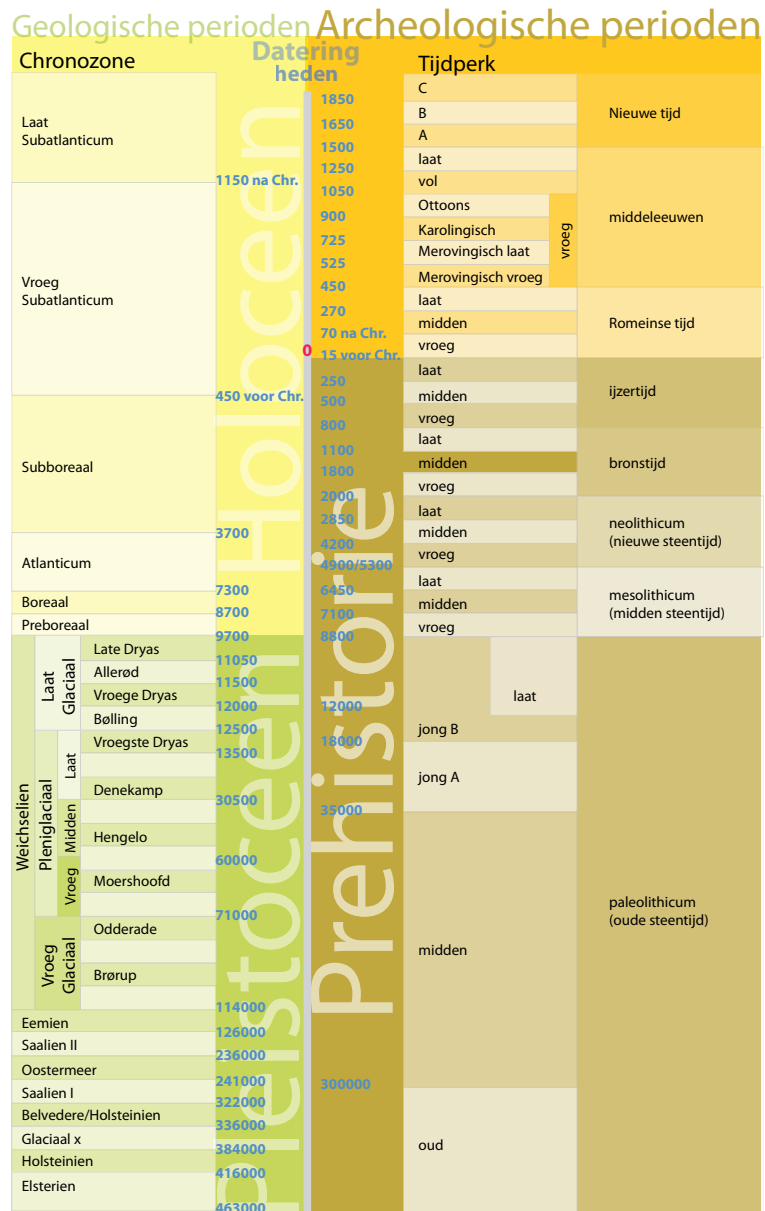 Geologische perioden Archeologische perioden
Chronozone
Datering
heden
Tijdperk
Laat
Subatlanticum
1150 na Chr.
Vroeg
Subatlanticum
450 voor Chr.
Subboreaal
3700
Atlanticum
7300
Boreaal
8700
Preboreaal
9700
Holoceen
Weichselien
Laat
Glaciaal
Late Dryas
11050
Allerød
11500
Vroege Dryas
12000
Bølling
12500
Pleniglaciaal
Laat
Vroegste Dryas
13500
Denekamp
30500
Midden
Hengelo
60000
Vroeg
Moershoofd
71000
Vroeg
Glaciaal
Odderade
Brørup
114000
Eemien
126000
Saalien II
236000
Oostermeer
241000
Saalien I
322000
Belvedere/Holsteinien
336000
Glaciaal x
384000
Holsteinien
416000
Elsterien
463000
Pleistoceen
0
1850
1650
1500
1250
1050
900
725
525
450
270
70 na Chr.
15 voor Chr.
250
500
800
1100
1800
2000
2850
4200
4900/5300
6450
7100
8800
12000
18000
35000
300000
Prehistorie
C
B
A
Nieuwe tijd
laat
vol
Ottoons
Karolingisch
Merovingisch laat
Merovingisch vroeg
vroeg
middeleeuwen
laat
midden
vroeg
Romeinse tijd
laat
midden
vroeg
ijzertijd
laat
midden
vroeg
bronstijd
laat
midden
vroeg
neolithicum
(nieuwe steentijd)
laat
midden
vroeg
mesolithicum
(midden steentijd)
laat
jong B
jong A
midden
oud
paleolithicum
(oude steentijd)